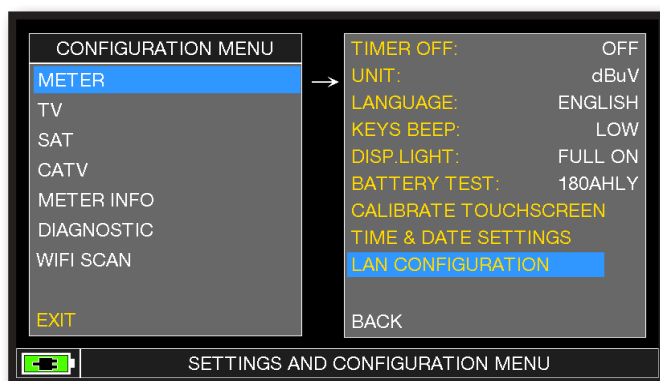 CONFIGURATION MENU
METER
TV
SAT
CATV
METER INFO
DIAGNOSTIC
WIFI SCAN
EXIT
TIMER OFF: OFF
UNIT: dBuV
LANGUAGE: ENGLISH
KEYS BEEP: LOW
DISP.LIGHT: FULL ON
BATTERY TEST: 180AHLY
CALIBRATE TOUCHSCREEN
TIME & DATE SETTINGS
LAN CONFIGURATION
BACK
SETTINGS AND CONFIGURATION MENU